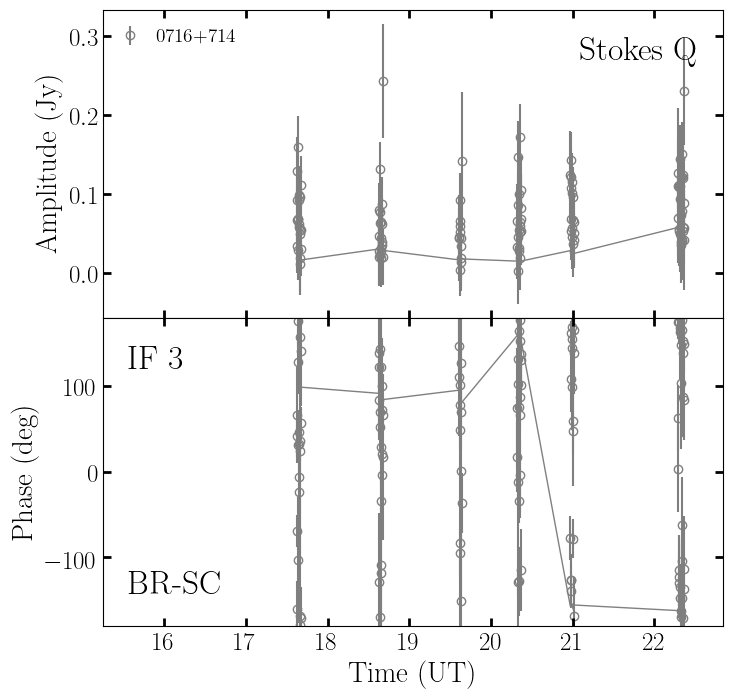 0716+714
Stokes Q
0.3
0.2
0.1
0.0
Amplitude (Jy)
IF 3
100
0
−100
Phase (deg)
BR-SC
16 17 18 19 20 21 22
Time (UT)